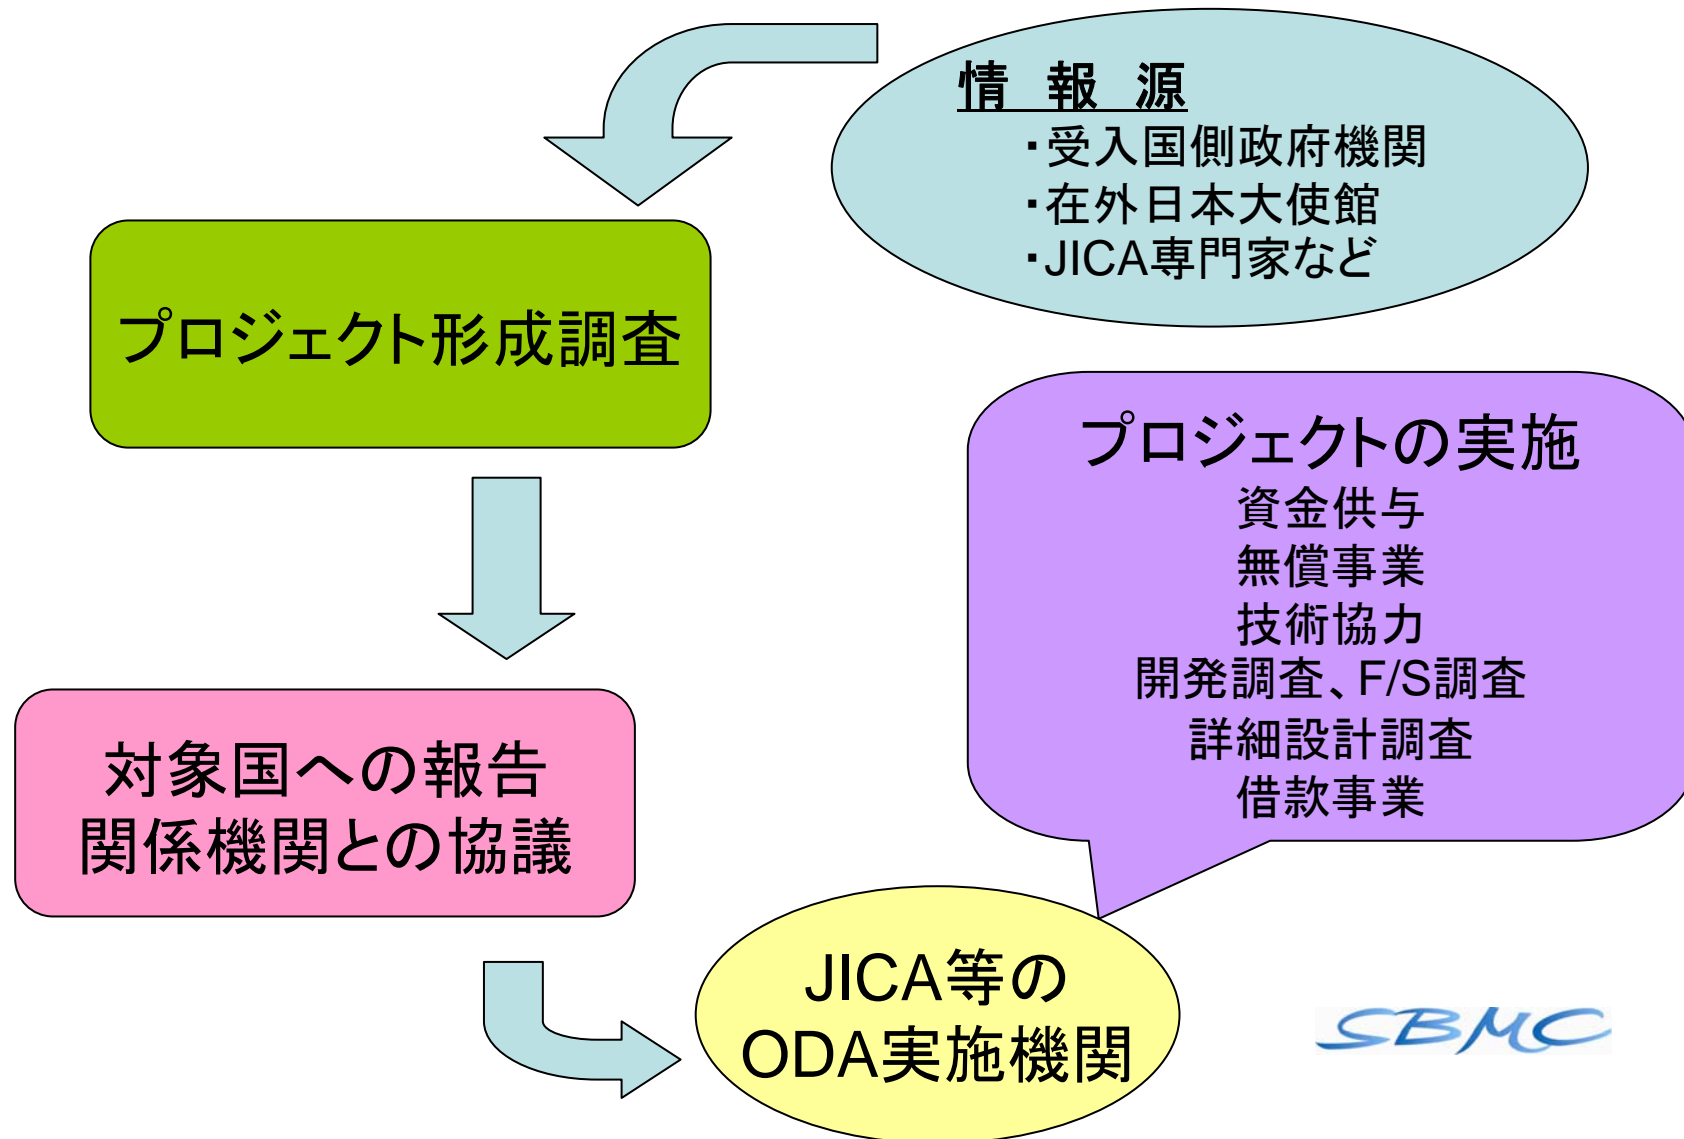 情　報　源
・受入国側政府機関
・在外日本大使館
・JICA専門家など
プロジェクト形成調査
プロジェクトの実施
資金供与
無償事業
技術協力
開発調査、F/S調査
詳細設計調査
借款事業
対象国への報告
関係機関との協議
JICA等の
ODA実施機関
SBMC